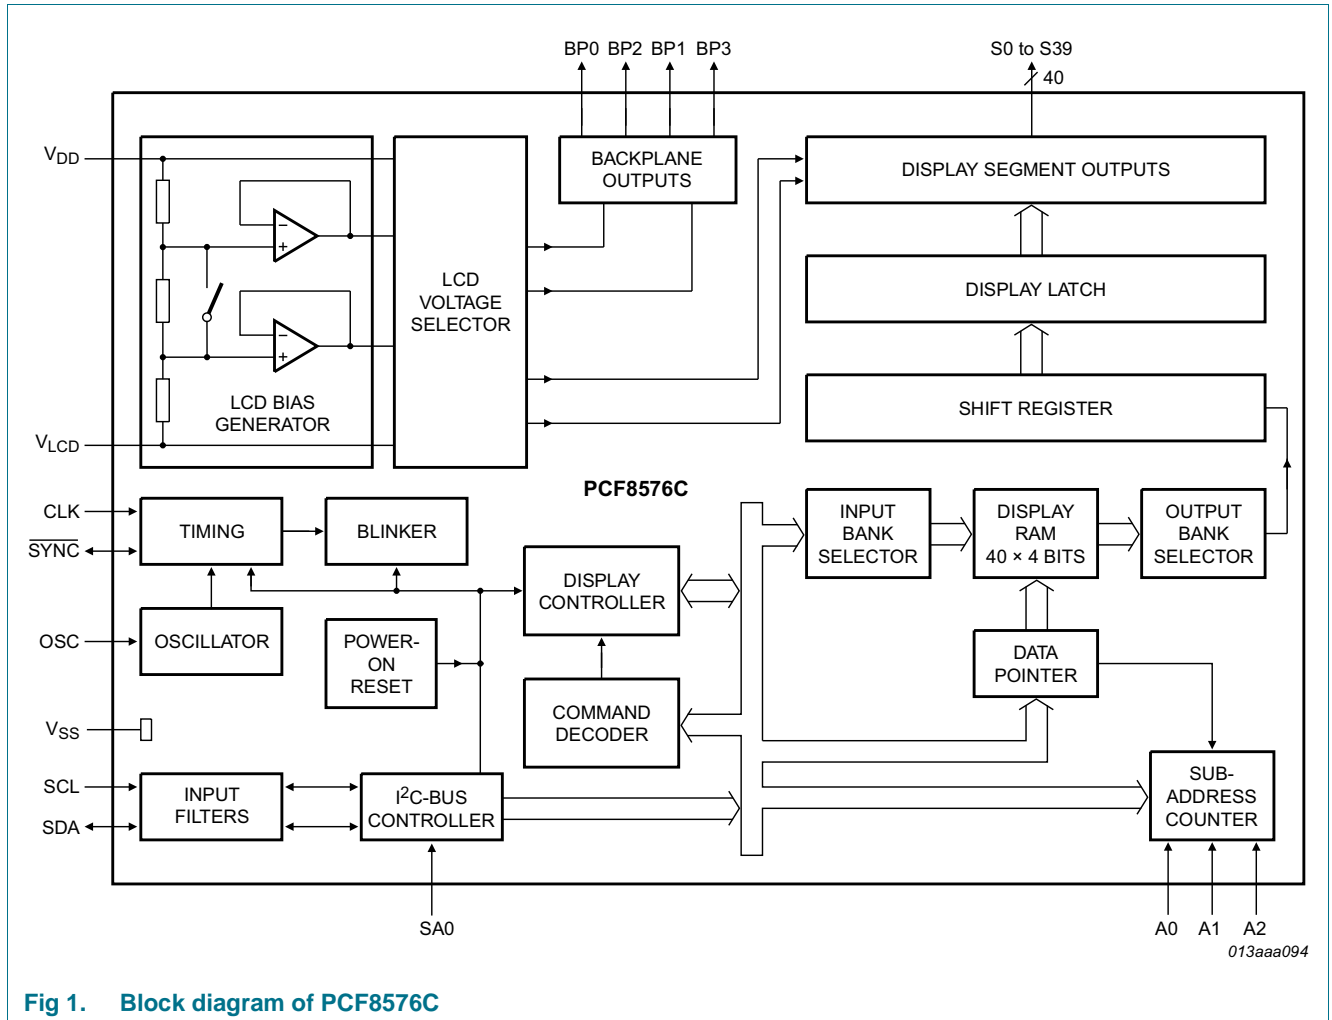 BP0 BP2 BP1 BP3
S0 to S39
40
VDD
BACKPLANE
OUTPUTS
DISPLAY SEGMENT OUTPUTS
−
+
LCD
VOLTAGE
SELECTOR
DISPLAY LATCH
−
+
LCD BIAS
GENERATOR
SHIFT REGISTER
VLCD
PCF8576C
CLK
SYNC
TIMING
BLINKER
INPUT
BANK
SELECTOR
DISPLAY
RAM
40 × 4 BITS
OUTPUT
BANK
SELECTOR
DISPLAY
CONTROLLER
OSC
OSCILLATOR
POWER-
ON
RESET
DATA
POINTER
COMMAND
DECODER
VSS
SCL
SDA
INPUT
FILTERS
I²C-BUS
CONTROLLER
SUB-
ADDRESS
COUNTER
SA0
A0 A1 A2
013aaa094
Fig 1. Block diagram of PCF8576C